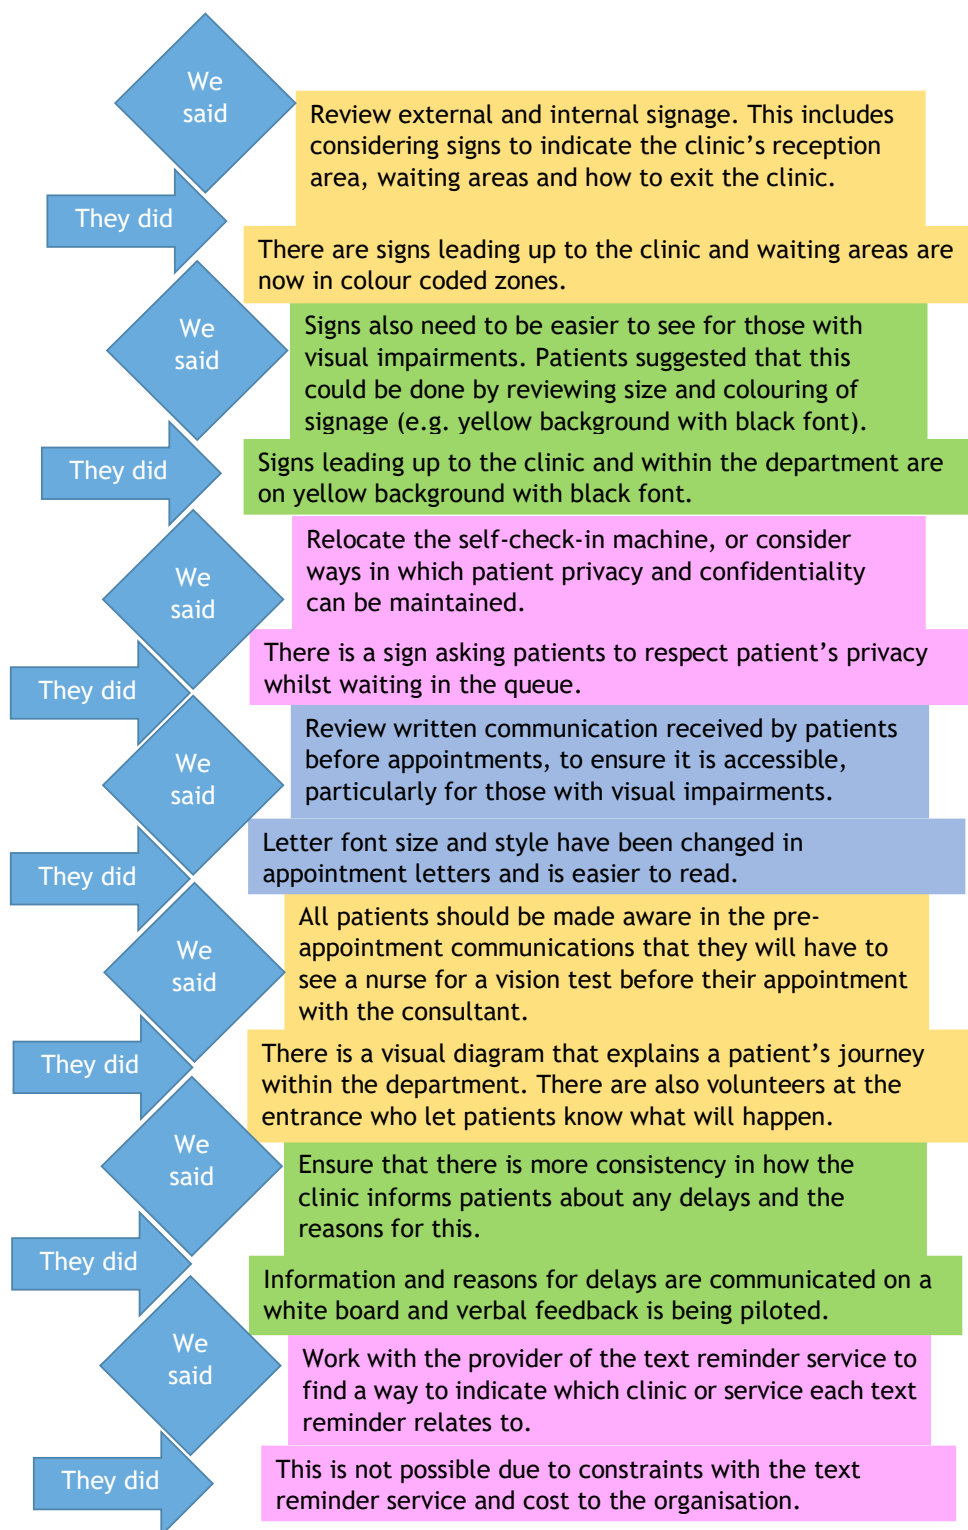 We
said
Review external and internal signage. This includes
considering signs to indicate the clinic’s reception
area, waiting areas and how to exit the clinic.
They did
There are signs leading up to the clinic and waiting areas are
now in colour coded zones.
We
said
Signs also need to be easier to see for those with
visual impairments. Patients suggested that this
could be done by reviewing size and colouring of
signage (e.g. yellow background with black font).
They did
Signs leading up to the clinic and within the department are
on yellow background with black font.
We
said
Relocate the self-check-in machine, or consider
ways in which patient privacy and confidentiality
can be maintained.
They did
There is a sign asking patients to respect patient’s privacy
whilst waiting in the queue.
We
said
Review written communication received by patients
before appointments, to ensure it is accessible,
particularly for those with visual impairments.
They did
Letter font size and style have been changed in
appointment letters and is easier to read.
We
said
All patients should be made aware in the pre-
appointment communications that they will have to
see a nurse for a vision test before their appointment
with the consultant.
They did
There is a visual diagram that explains a patient’s journey
within the department. There are also volunteers at the
entrance who let patients know what will happen.
We
said
Ensure that there is more consistency in how the
clinic informs patients about any delays and the
reasons for this.
They did
Information and reasons for delays are communicated on a
white board and verbal feedback is being piloted.
We
said
Work with the provider of the text reminder service to
find a way to indicate which clinic or service each text
reminder relates to.
They did
This is not possible due to constraints with the text
reminder service and cost to the organisation.